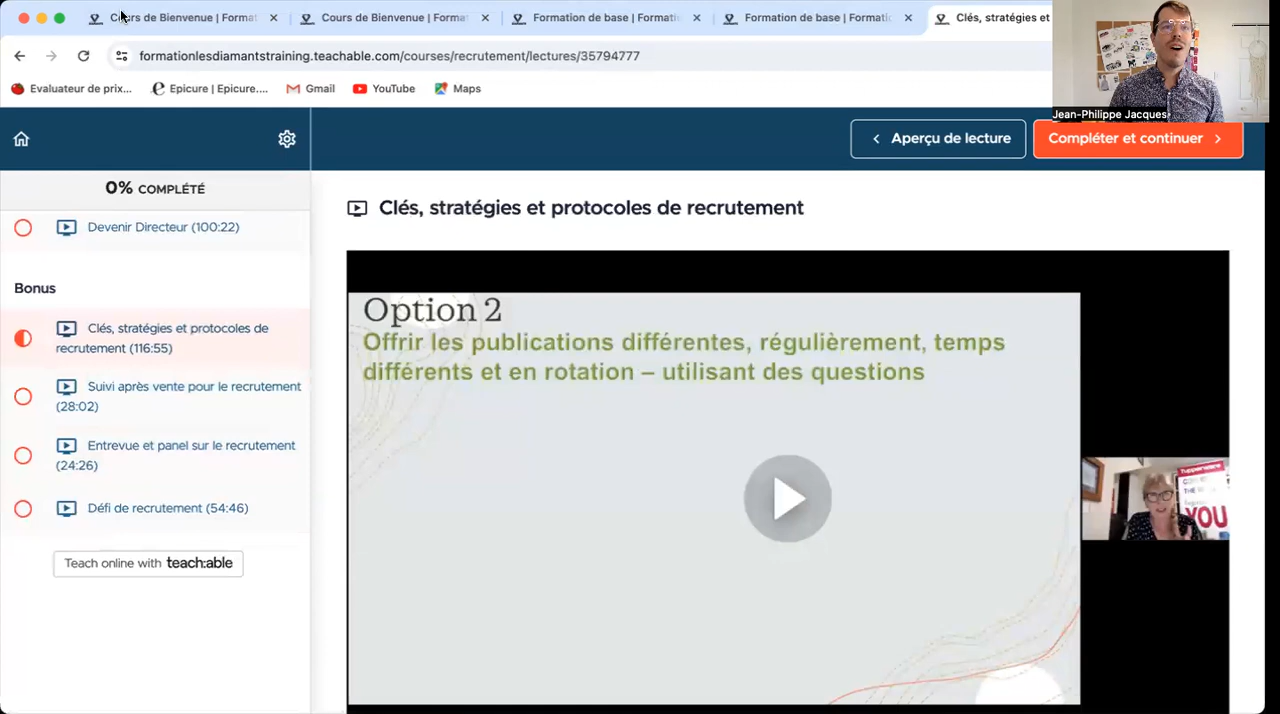 Cours de Bienvenue | Format
Cours de Bienvenue | Format
Formation de base | Formati
Formation de base | Formatio
Clés, stratégies et
formationlesdiamantstraining.teachable.com/courses/recrutement/lectures/35794777
Evaluateur de prix...
Epicure | Epicure....
Gmail
YouTube
Maps
Jean-Philippe Jacques
Aperçu de lecture
Compléter et continuer
0% COMPLÉTÉ
Devenir Directeur (100:22)
Bonus
Clés, stratégies et protocoles de
recrutement (116:55)
Suivi après vente pour le recrutement
(28:02)
Entrevue et panel sur le recrutement
(24:26)
Défi de recrutement (54:46)
Teach online with teach:able
Clés, stratégies et protocoles de recrutement
Option 2
Offrir les publications différentes, régulièrement, temps
différents et en rotation – utilisant des questions
YOU